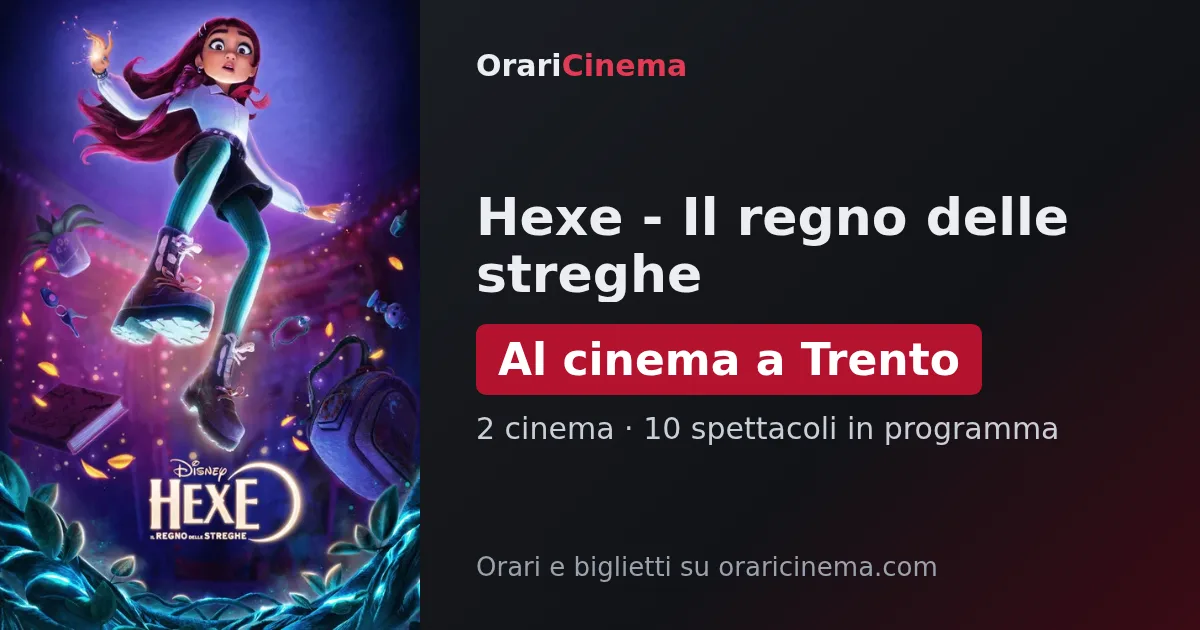 OrariCinema
Hexe - Il regno delle
streghe
Al cinema a Trento
2 cinema · 10 spettacoli in programma
Orari e biglietti su oraricinema.com
Disney
HEXE
IL REGNO DELLE STREGHE